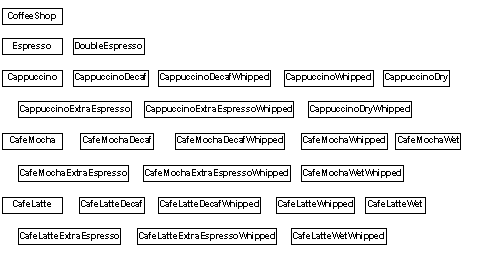 CoffeeShop
Espresso DoubleEspresso
Cappuccino CappuccinoDecaf CappuccinoDecafWhipped CappuccinoWhipped CappuccinoDry
CappuccinoExtraEspresso CappuccinoExtraEspressoWhipped CappuccinoDryWhipped
CafeMocha CafeMochaDecaf CafeMochaDecafWhipped CafeMochaWhipped CafeMochaWet
CafeMochaExtraEspresso CafeMochaExtraEspressoWhipped CafeMochaWetWhipped
CafeLatte CafeLatteDecaf CafeLatteDecafWhipped CafeLatteWhipped CafeLatteWet
CafeLatteExtraEspresso CafeLatteExtraEspressoWhipped CafeLatteWetWhipped